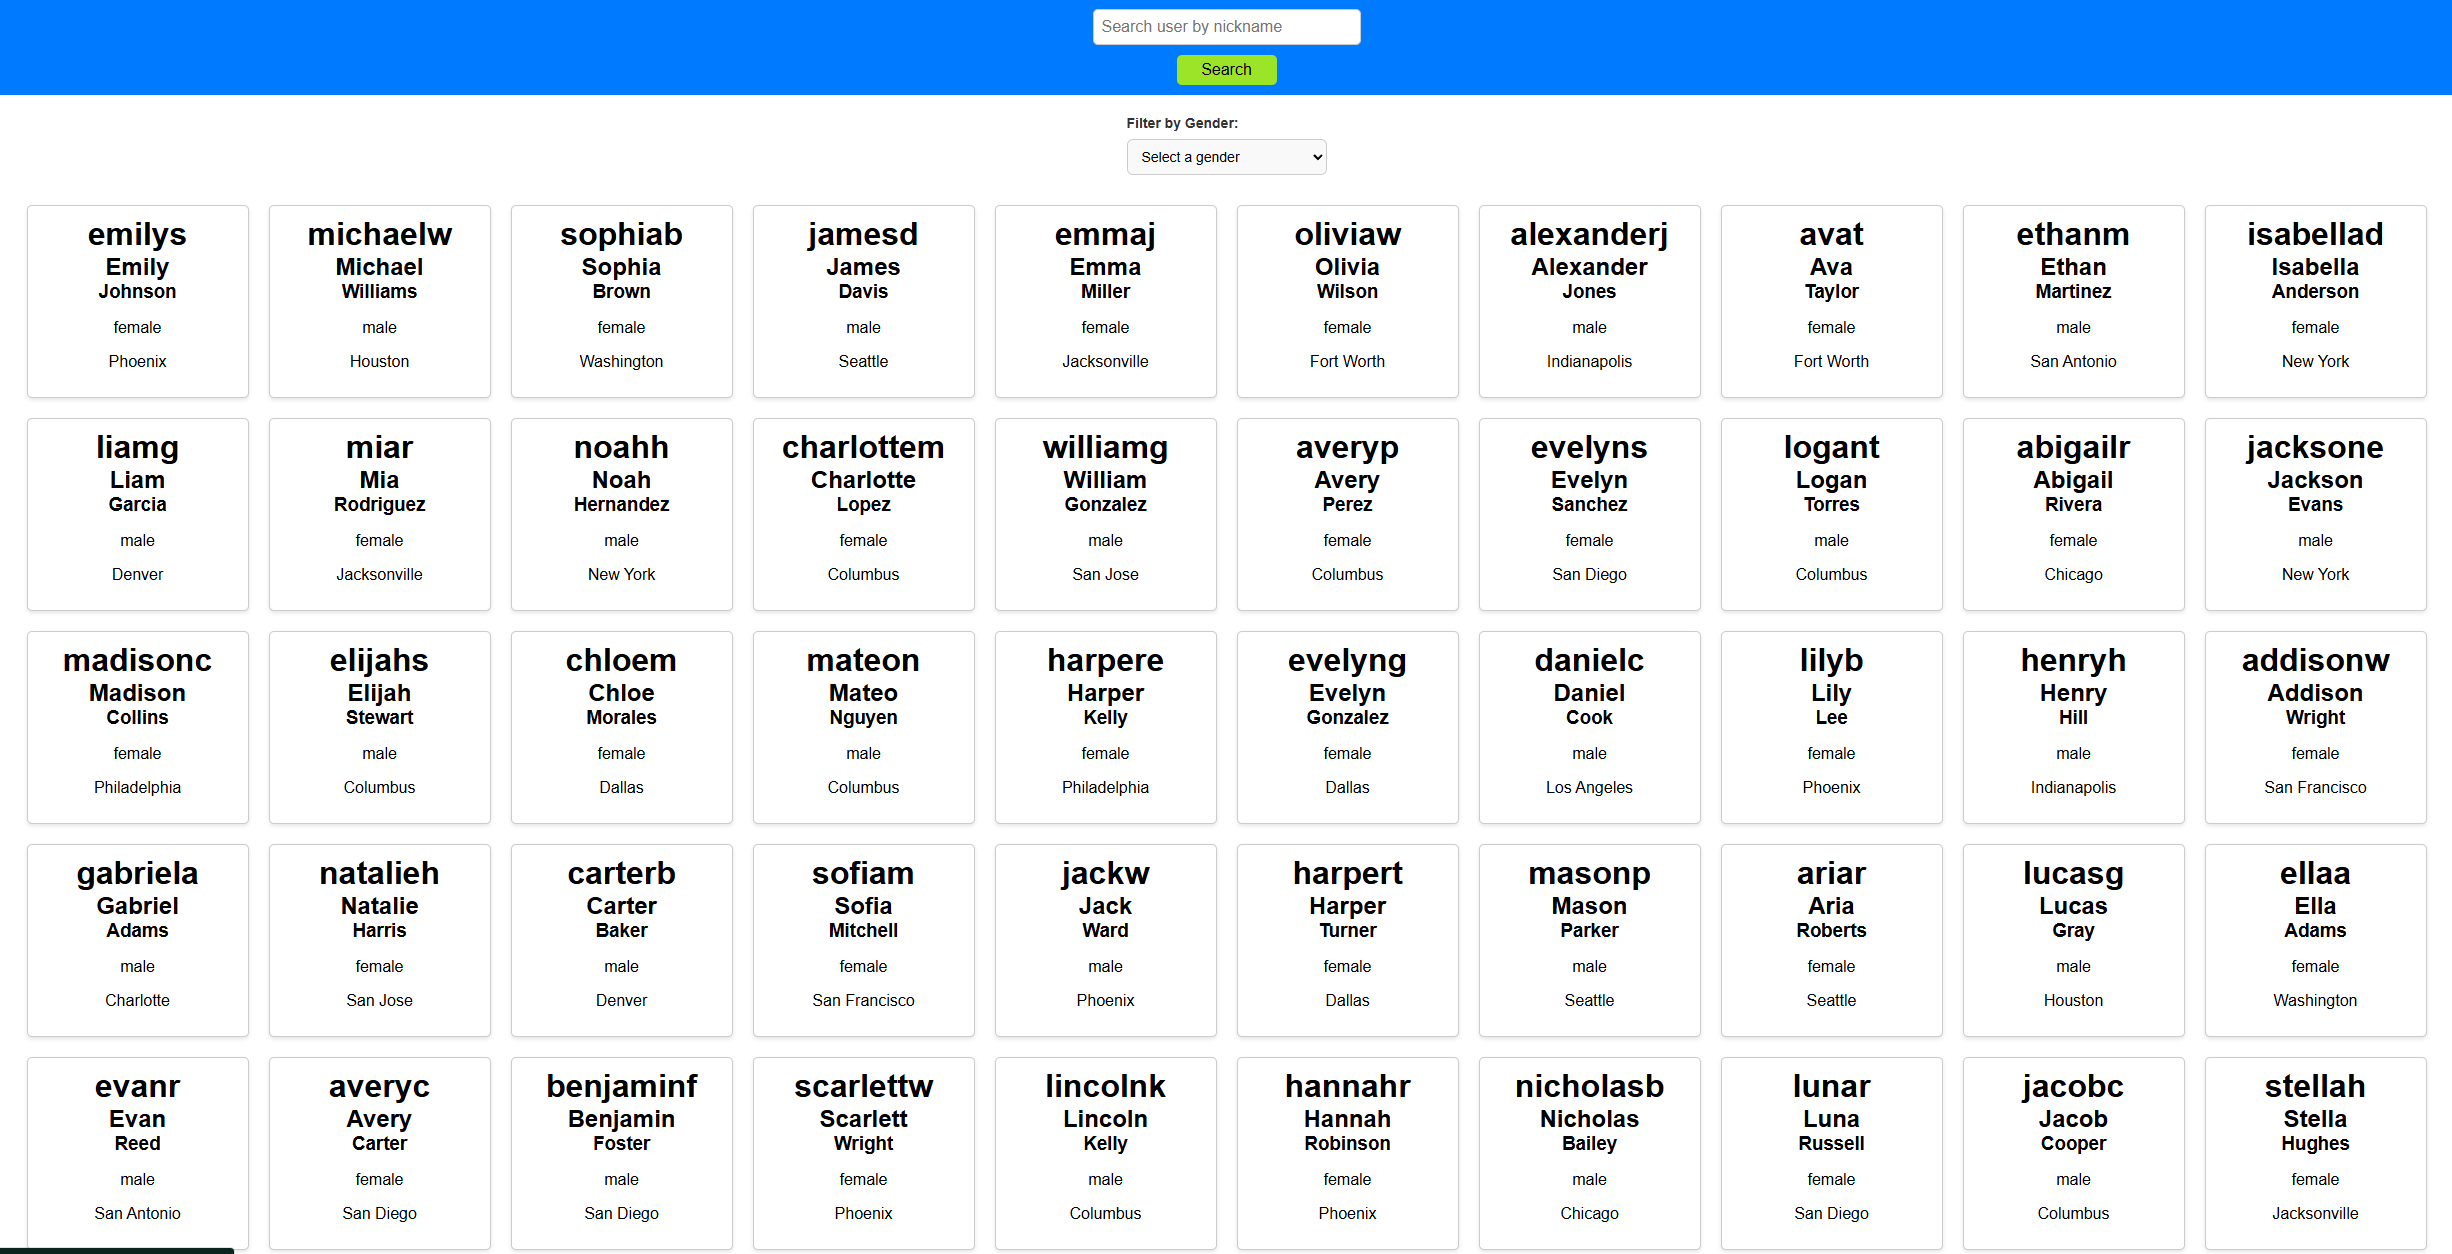 Search user by nickname
Search
Filter by Gender:
Select a gender
emilys
Emily
Johnson
female
Phoenix
michaelw
Michael
Williams
male
Houston
sophiab
Sophia
Brown
female
Washington
jamesd
James
Davis
male
Seattle
emmaj
Emma
Miller
female
Jacksonville
oliviaw
Olivia
Wilson
female
Fort Worth
alexanderj
Alexander
Jones
male
Indianapolis
avat
Ava
Taylor
female
Fort Worth
ethanm
Ethan
Martinez
male
San Antonio
isabellad
Isabella
Anderson
female
New York
liamg
Liam
Garcia
male
Denver
miar
Mia
Rodriguez
female
Jacksonville
noahh
Noah
Hernandez
male
New York
charlottem
Charlotte
Lopez
female
Columbus
williamg
William
Gonzalez
male
San Jose
averyp
Avery
Perez
female
Columbus
evelyns
Evelyn
Sanchez
female
San Diego
logant
Logan
Torres
male
Columbus
abigailr
Abigail
Rivera
female
Chicago
jacksone
Jackson
Evans
male
New York
madisonc
Madison
Collins
female
Philadelphia
elijahs
Elijah
Stewart
male
Columbus
chloem
Chloe
Morales
female
Dallas
mateon
Mateo
Nguyen
male
Columbus
harpere
Harper
Kelly
female
Philadelphia
evelyng
Evelyn
Gonzalez
female
Dallas
danielc
Daniel
Cook
male
Los Angeles
lilyb
Lily
Lee
female
Phoenix
henryh
Henry
Hill
male
Indianapolis
addisonw
Addison
Wright
female
San Francisco
gabriela
Gabriel
Adams
male
Charlotte
natalieh
Natalie
Harris
female
San Jose
carterb
Carter
Baker
male
Denver
sofiam
Sofia
Mitchell
female
San Francisco
jackw
Jack
Ward
male
Phoenix
harpert
Harper
Turner
female
Dallas
masonp
Mason
Parker
male
Seattle
ariar
Aria
Roberts
female
Seattle
lucasg
Lucas
Gray
male
Houston
ellaa
Ella
Adams
female
Washington
evanr
Evan
Reed
male
San Antonio
averyc
Avery
Carter
female
San Diego
benjaminf
Benjamin
Foster
male
San Diego
scarlettw
Scarlett
Wright
female
Phoenix
lincolnk
Lincoln
Kelly
male
Columbus
hannahr
Hannah
Robinson
female
Phoenix
nicholasb
Nicholas
Bailey
male
Chicago
lunar
Luna
Russell
female
San Diego
jacobc
Jacob
Cooper
male
Columbus
stellah
Stella
Hughes
female
Jacksonville